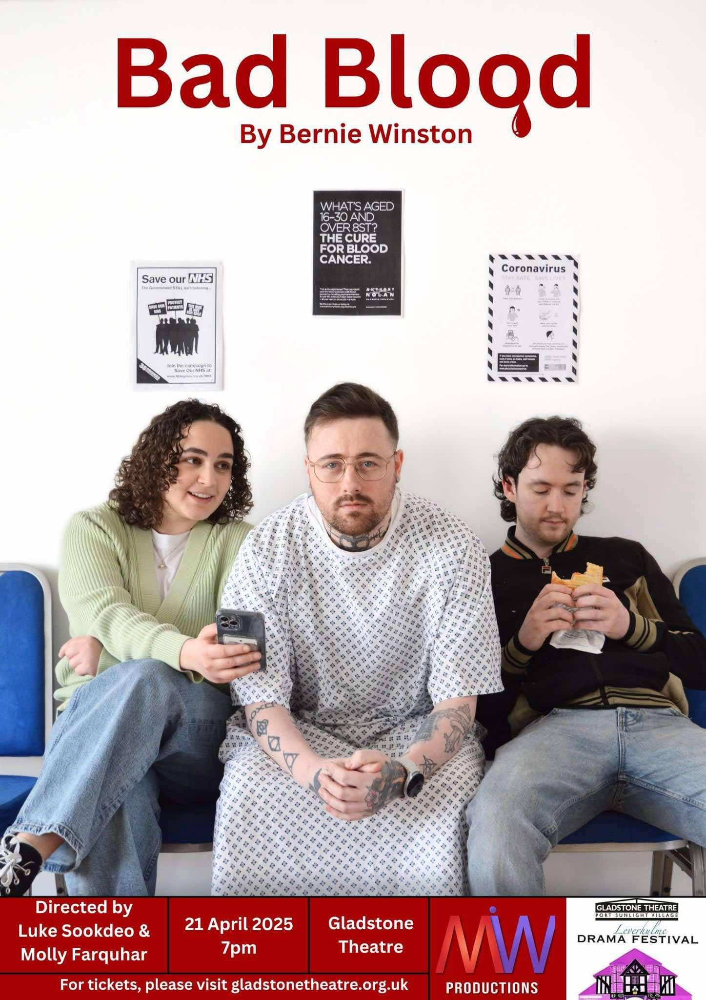 Bad Blood
By Bernie Winston
WHAT'S AGED
16-30 AND
OVER 8ST?
THE CURE
FOR BLOOD
CANCER.
ANTHONY
NOLAN
Save our NHS
The Government STILL isn't listening...
SAVE OUR
NHS
PROTECT
PATIENTS
THE NHS
IS NOT
FOR SALE
38 DEGREES
Join the campaign to
Save Our NHS at:
www.38degrees.org.uk/NHS
Coronavirus
STAY SAFE SAVE LIVES
Directed by
Luke Sookdeo &
Molly Farquhar
21 April 2025
7pm
Gladstone
Theatre
For tickets, please visit gladstonetheatre.org.uk
MW
PRODUCTIONS
GLADSTONE THEATRE
PORT SUNLIGHT VILLAGE
Leverhulme
DRAMA FESTIVAL